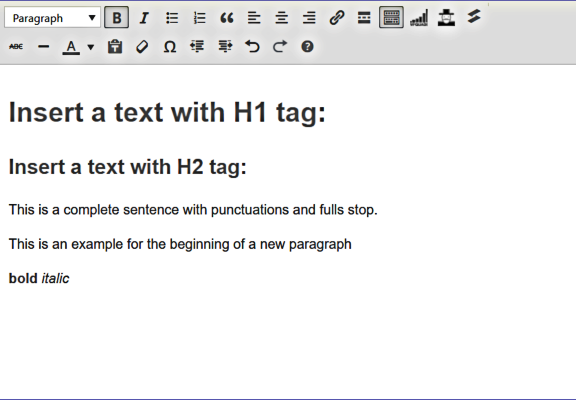 Paragraph
B I
ABC A
Insert a text with H1 tag:
Insert a text with H2 tag:
This is a complete sentence with punctuations and fulls stop.
This is an example for the beginning of a new paragraph
bold italic